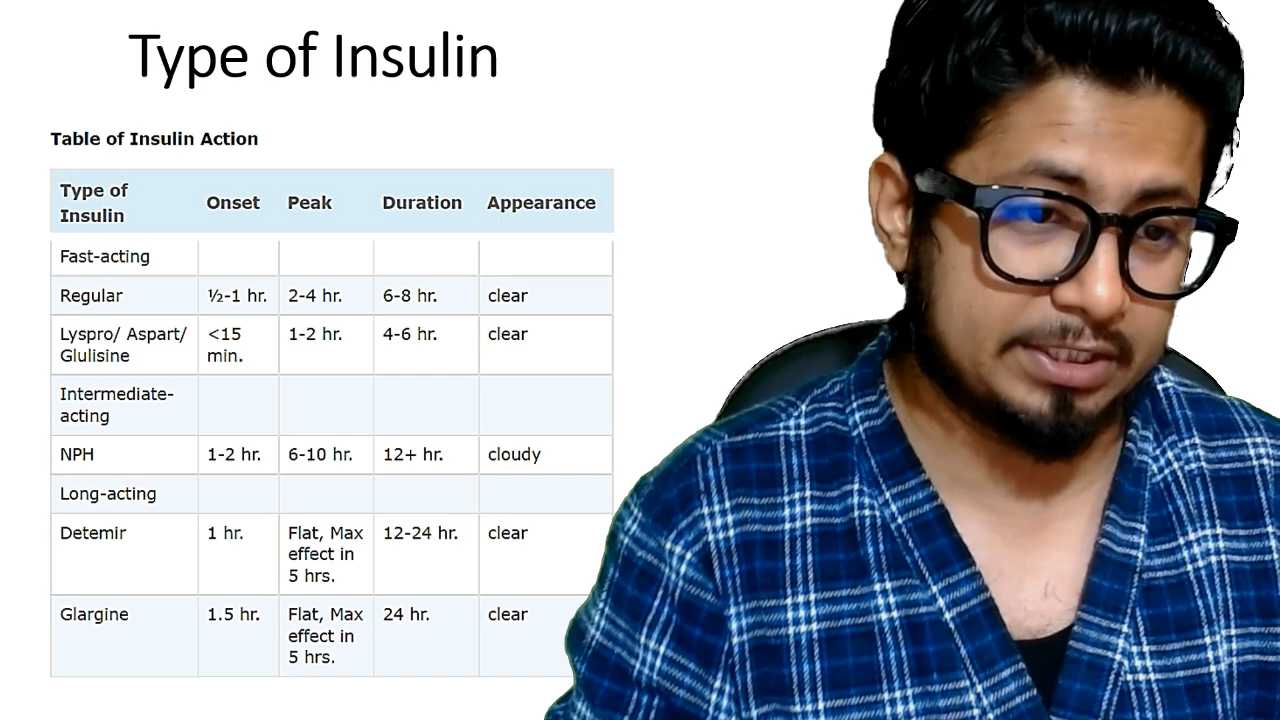 Type of Insulin
Table of Insulin Action
Type of
Insulin
Onset
Peak
Duration
Appearance
Fast-acting
Regular
½-1 hr.
2-4 hr.
6-8 hr.
clear
Lyspro/ Aspart/
Glulisine
<15
min.
1-2 hr.
4-6 hr.
clear
Intermediate-
acting
NPH
1-2 hr.
6-10 hr.
12+ hr.
cloudy
Long-acting
Detemir
1 hr.
Flat, Max
effect in
5 hrs.
12-24 hr.
clear
Glargine
1.5 hr.
Flat, Max
effect in
5 hrs.
24 hr.
clear